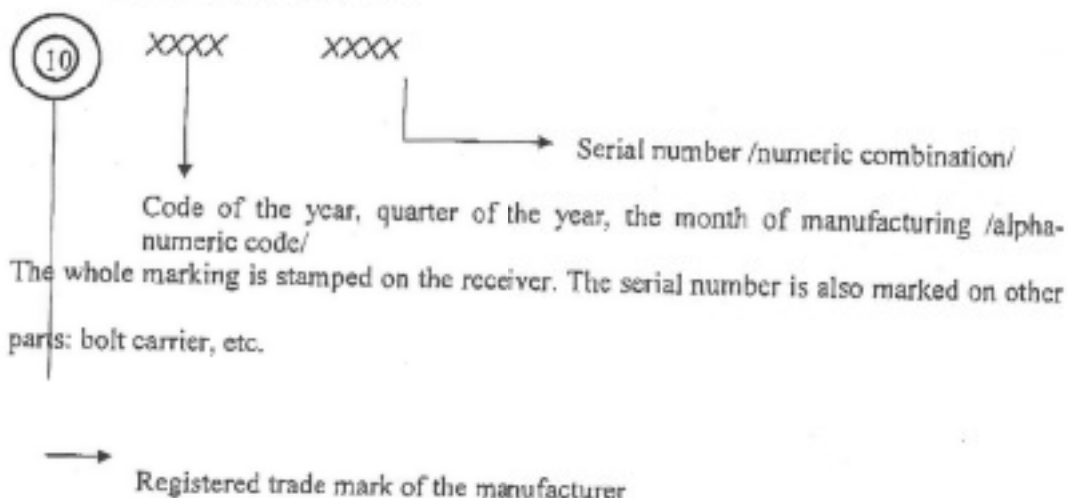 10 XXXX XXXX
Serial number /numeric combination/
Code of the year, quarter of the year, the month of manufacturing /alpha-
numeric code/
The whole marking is stamped on the receiver. The serial number is also marked on other
parts: bolt carrier, etc.
Registered trade mark of the manufacturer